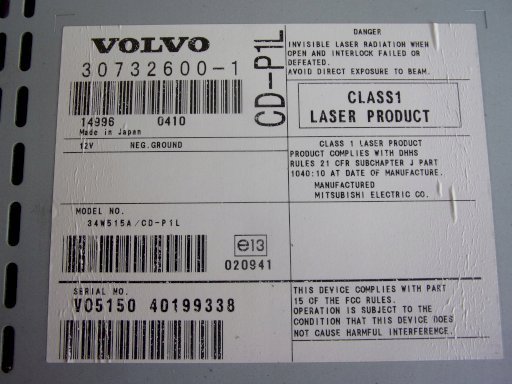 VOLVO
30732600-1
14996 0410
Made in Japan
CD-P1L
12V NEG.GROUND
MODEL NO.
34W515A/CD-P1L
e13
020941
SERIAL NO.
VO5150 40199338
DANGER
INVISIBLE LASER RADIATION WHEN
OPEN AND INTERLOCK FAILED OR
DEFEATED.
AVOID DIRECT EXPOSURE TO BEAM.
CLASS1
LASER PRODUCT
CLASS 1 LASER PRODUCT
PRODUCT COMPLIES WITH DHHS
RULES 21 CFR SUBCHAPTER J PART
1040:10 AT DATE OF MANUFACTURE.
MANUFACTURED
MITSUBISHI ELECTRIC CO.
THIS DEVICE COMPLIES WITH PART
15 OF THE FCC RULES.
OPERATION IS SUBJECT TO THE
CONDITION THAT THIS DEVICE DOES
NOT CAUSE HARMFUL INTERFERENCE.